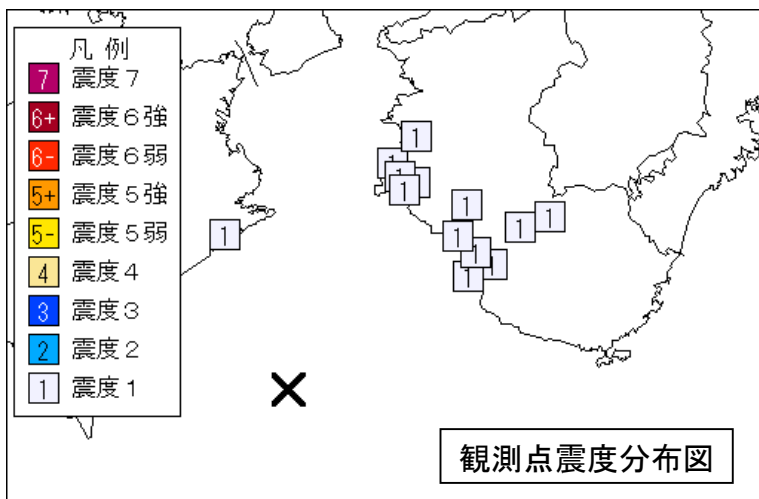 凡 例
7 震度７
6+ 震度６強
6- 震度６弱
5+ 震度５強
5- 震度５弱
4 震度４
3 震度３
2 震度２
1 震度１
1
1
1
1
1
1
1
1
1
1
1
1
1
観測点震度分布図